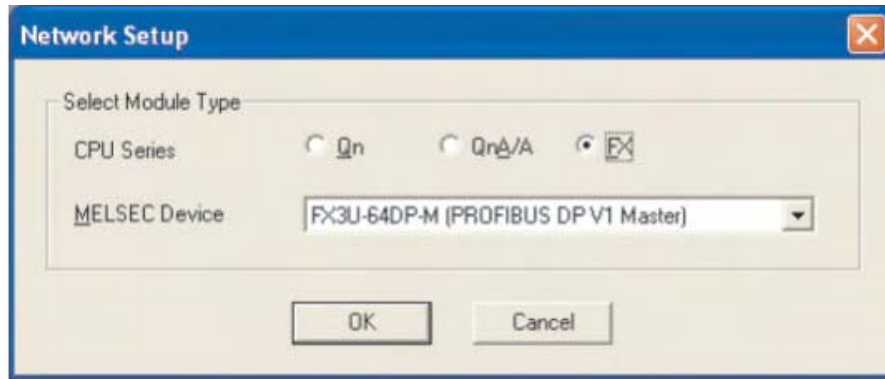 Network Setup
Select Module Type
CPU Series Qn QnA/A FX
MELSEC Device FX3U-64DP-M (PROFIBUS DP V1 Master)
OK Cancel